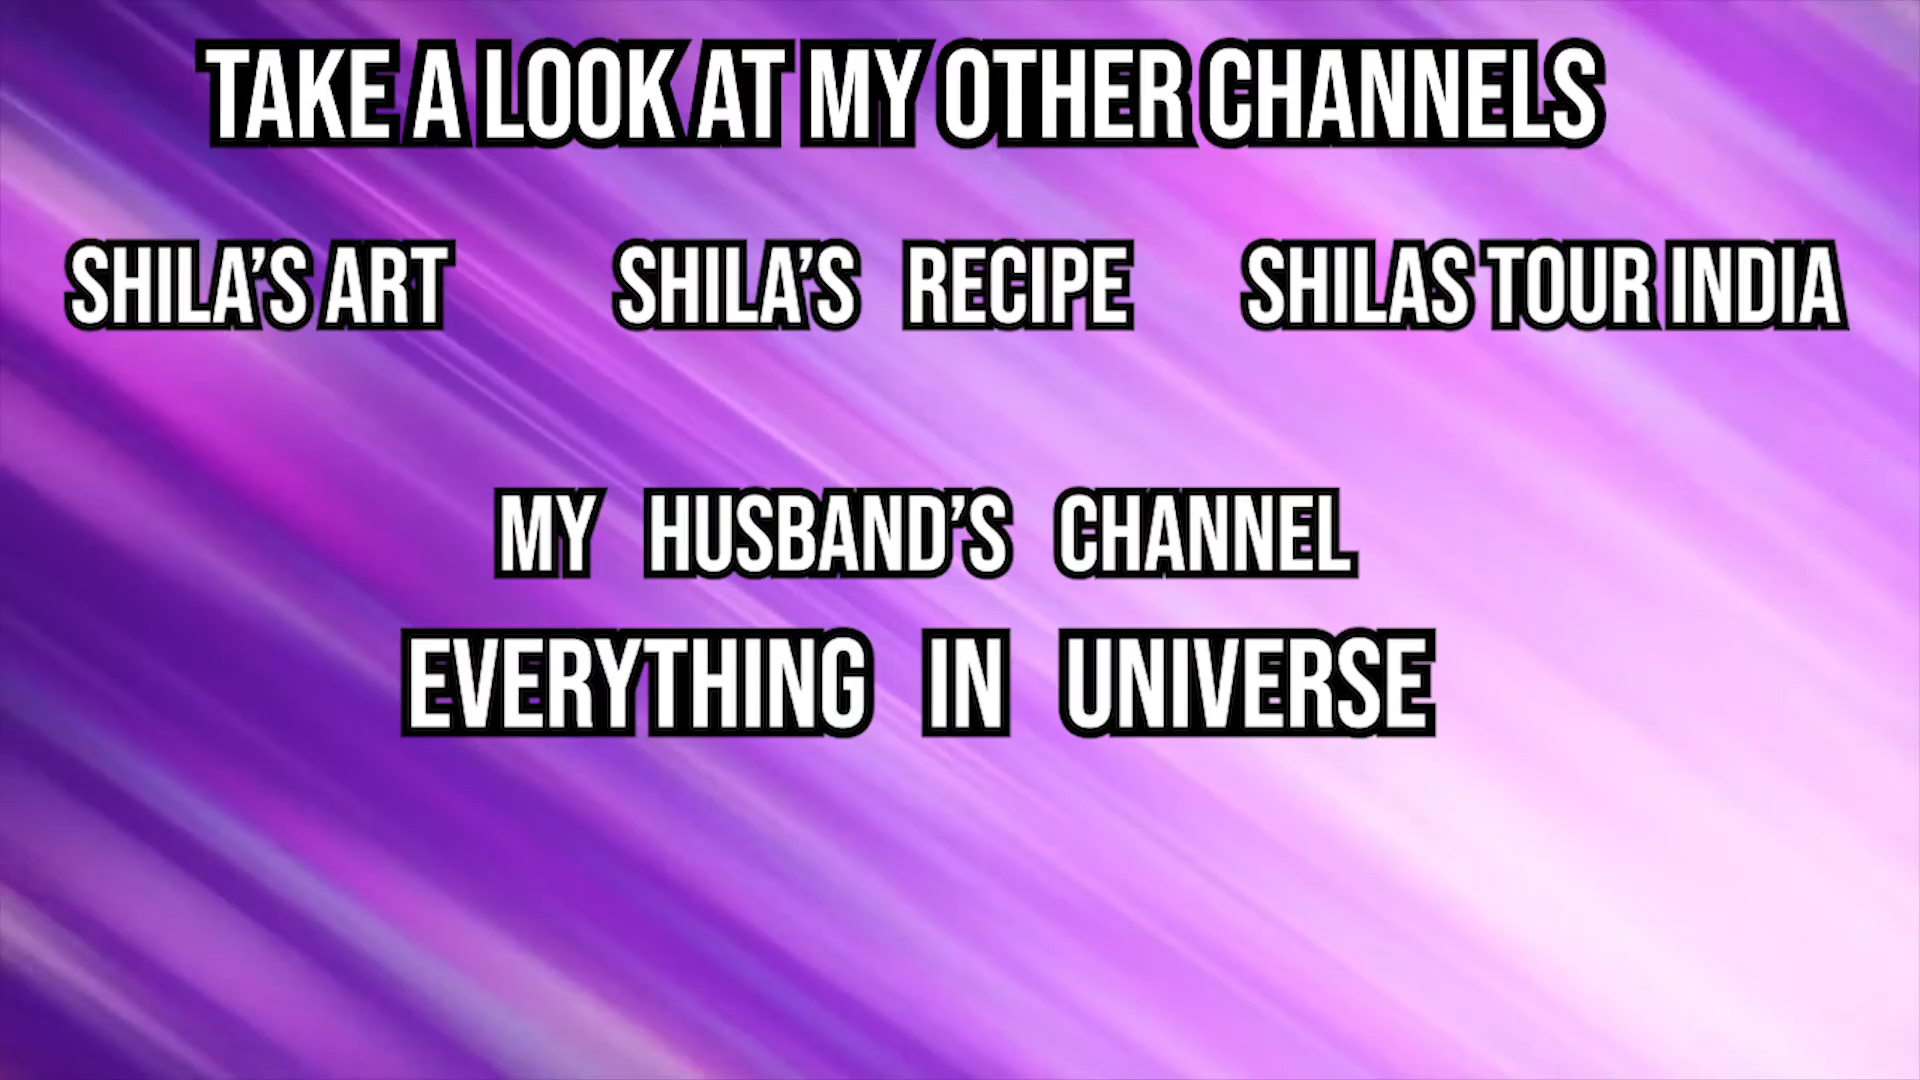 TAKE A LOOK AT MY OTHER CHANNELS
SHILA’S ART SHILA’S RECIPE SHILAS TOUR INDIA
MY HUSBAND’S CHANNEL
EVERYTHING IN UNIVERSE